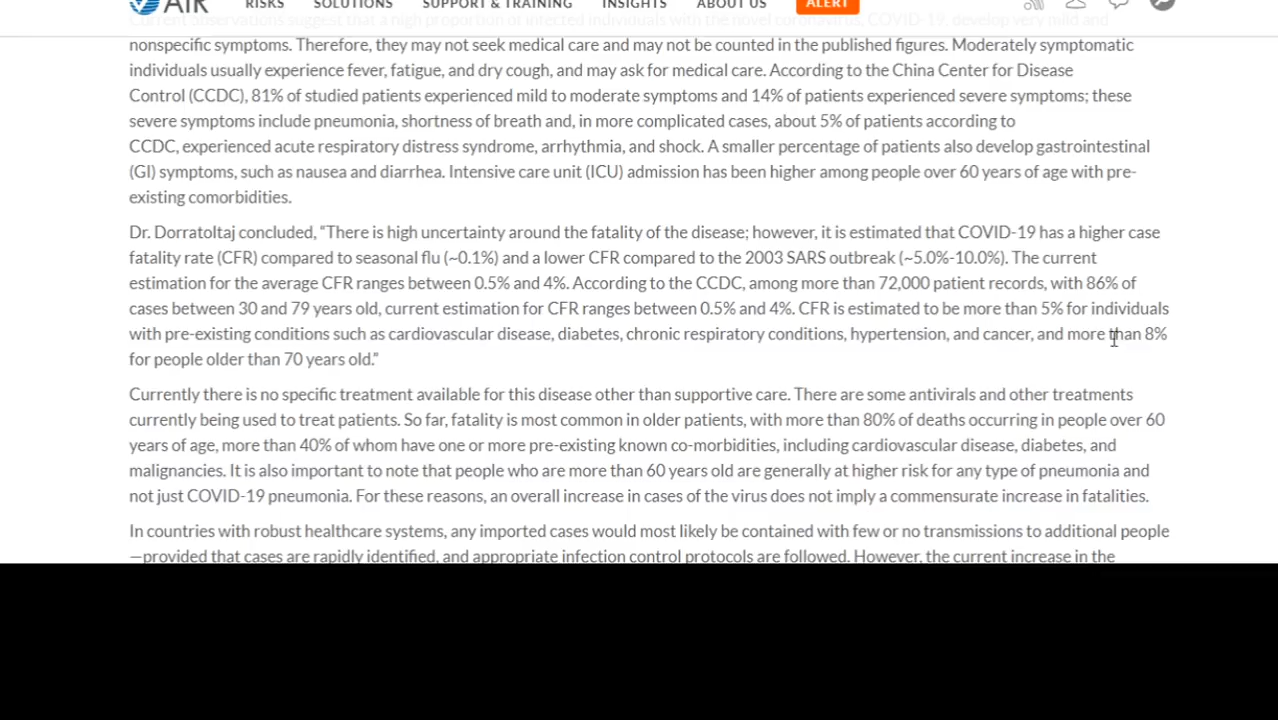 AIR
RISKS SOLUTIONS SUPPORT & TRAINING INSIGHTS ABOUT US ALERT
Current observations suggest that a high proportion of infected individuals with the novel coronavirus, COVID-19, develop very mild and
nonspecific symptoms. Therefore, they may not seek medical care and may not be counted in the published figures. Moderately symptomatic
individuals usually experience fever, fatigue, and dry cough, and may ask for medical care. According to the China Center for Disease
Control (CCDC), 81% of studied patients experienced mild to moderate symptoms and 14% of patients experienced severe symptoms; these
severe symptoms include pneumonia, shortness of breath and, in more complicated cases, about 5% of patients according to
CCDC, experienced acute respiratory distress syndrome, arrhythmia, and shock. A smaller percentage of patients also develop gastrointestinal
(GI) symptoms, such as nausea and diarrhea. Intensive care unit (ICU) admission has been higher among people over 60 years of age with pre-
existing comorbidities.
Dr. Dorratoltaj concluded, “There is high uncertainty around the fatality of the disease; however, it is estimated that COVID-19 has a higher case
fatality rate (CFR) compared to seasonal flu (~0.1%) and a lower CFR compared to the 2003 SARS outbreak (~5.0%-10.0%). The current
estimation for the average CFR ranges between 0.5% and 4%. According to the CCDC, among more than 72,000 patient records, with 86% of
cases between 30 and 79 years old, current estimation for CFR ranges between 0.5% and 4%. CFR is estimated to be more than 5% for individuals
with pre-existing conditions such as cardiovascular disease, diabetes, chronic respiratory conditions, hypertension, and cancer, and more than 8%
for people older than 70 years old.”
Currently there is no specific treatment available for this disease other than supportive care. There are some antivirals and other treatments
currently being used to treat patients. So far, fatality is most common in older patients, with more than 80% of deaths occurring in people over 60
years of age, more than 40% of whom have one or more pre-existing known co-morbidities, including cardiovascular disease, diabetes, and
malignancies. It is also important to note that people who are more than 60 years old are generally at higher risk for any type of pneumonia and
not just COVID-19 pneumonia. For these reasons, an overall increase in cases of the virus does not imply a commensurate increase in fatalities.
In countries with robust healthcare systems, any imported cases would most likely be contained with few or no transmissions to additional people
—provided that cases are rapidly identified, and appropriate infection control protocols are followed. However, the current increase in the